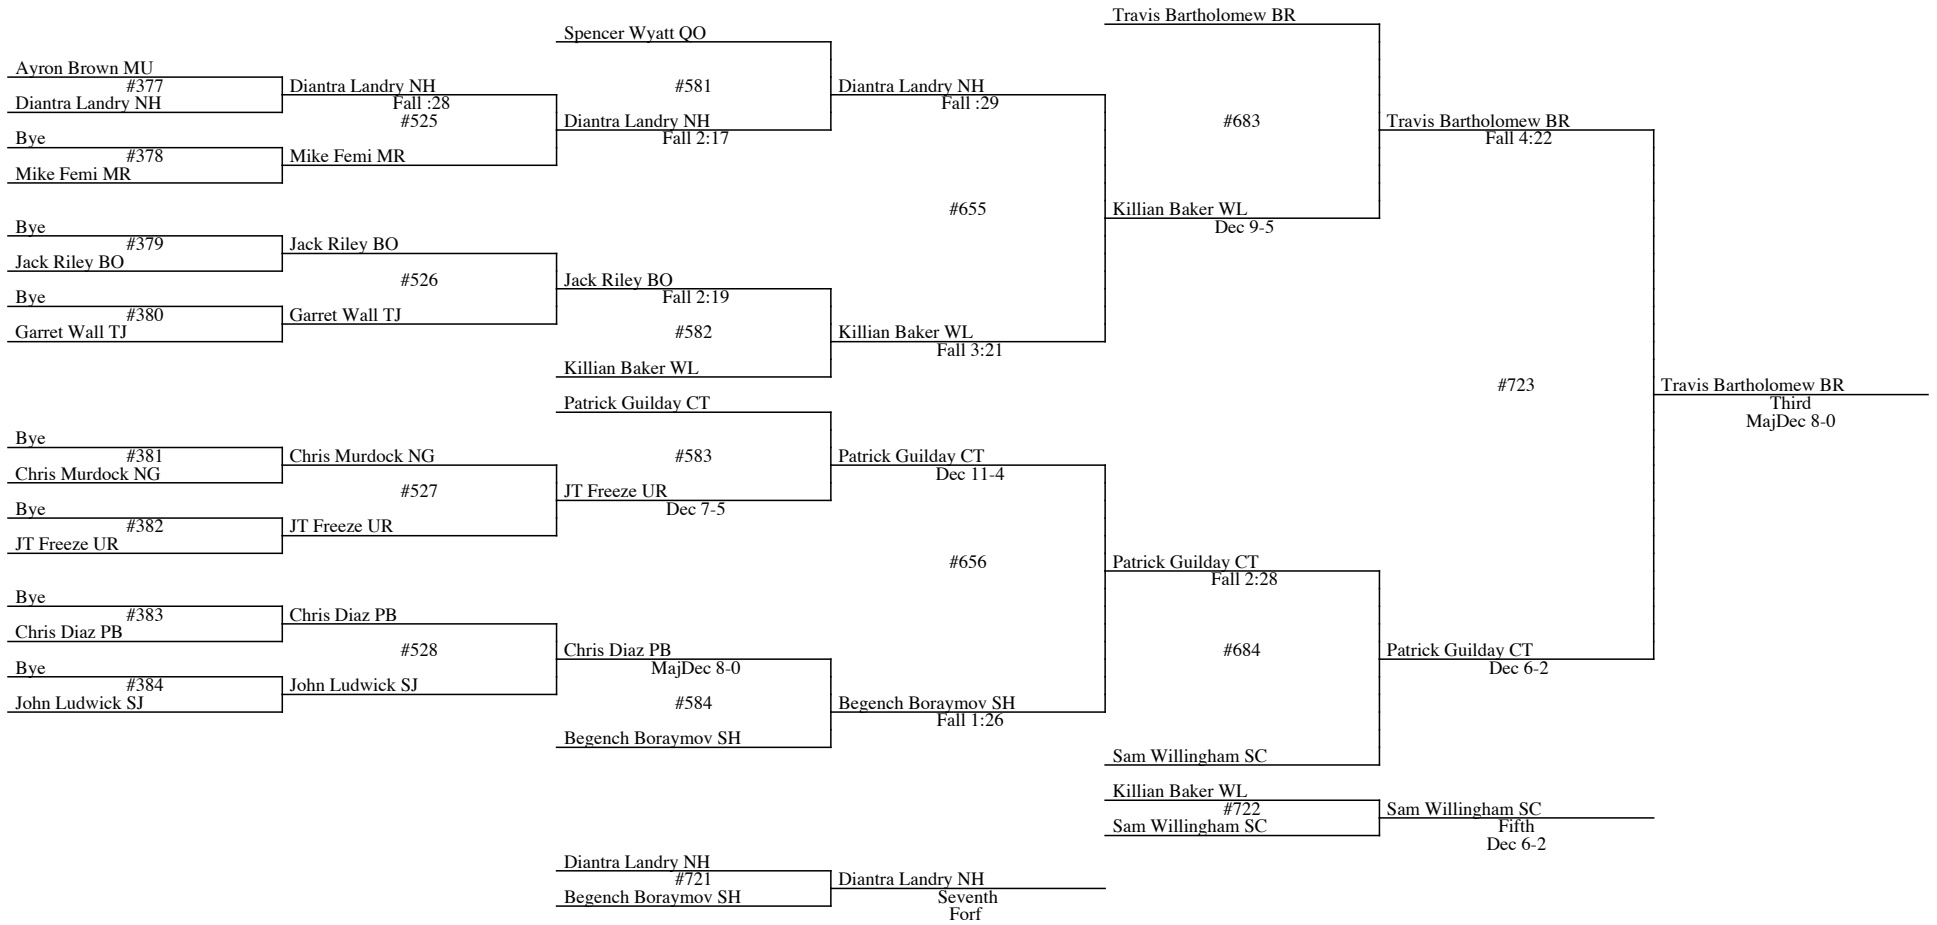 Travis Bartholomew BR
Spencer Wyatt QO
Ayron Brown MU
#377
Diantra Landry NH
Diantra Landry NH
Fall :28
#525
#581
Diantra Landry NH
Fall :29
Diantra Landry NH
Fall 2:17
#683
Travis Bartholomew BR
Fall 4:22
Bye
#378
Mike Femi MR
Mike Femi MR
#655
Killian Baker WL
Dec 9-5
Bye
#379
Jack Riley BO
Jack Riley BO
#526
Jack Riley BO
Fall 2:19
Bye
#380
Garret Wall TJ
Garret Wall TJ
#582
Killian Baker WL
Fall 3:21
Killian Baker WL
#723
Travis Bartholomew BR
Third
MajDec 8-0
Patrick Guilday CT
Bye
#381
Chris Murdock NG
Chris Murdock NG
#527
#583
Patrick Guilday CT
Dec 11-4
JT Freeze UR
Dec 7-5
Bye
#382
JT Freeze UR
JT Freeze UR
#656
Patrick Guilday CT
Fall 2:28
Bye
#383
Chris Diaz PB
Chris Diaz PB
#528
Chris Diaz PB
MajDec 8-0
#684
Patrick Guilday CT
Dec 6-2
Bye
#384
John Ludwick SJ
John Ludwick SJ
#584
Begench Boraymov SH
Fall 1:26
Begench Boraymov SH
Sam Willingham SC
Killian Baker WL
#722
Sam Willingham SC
Sam Willingham SC
Fifth
Dec 6-2
Diantra Landry NH
#721
Begench Boraymov SH
Diantra Landry NH
Seventh
Forf